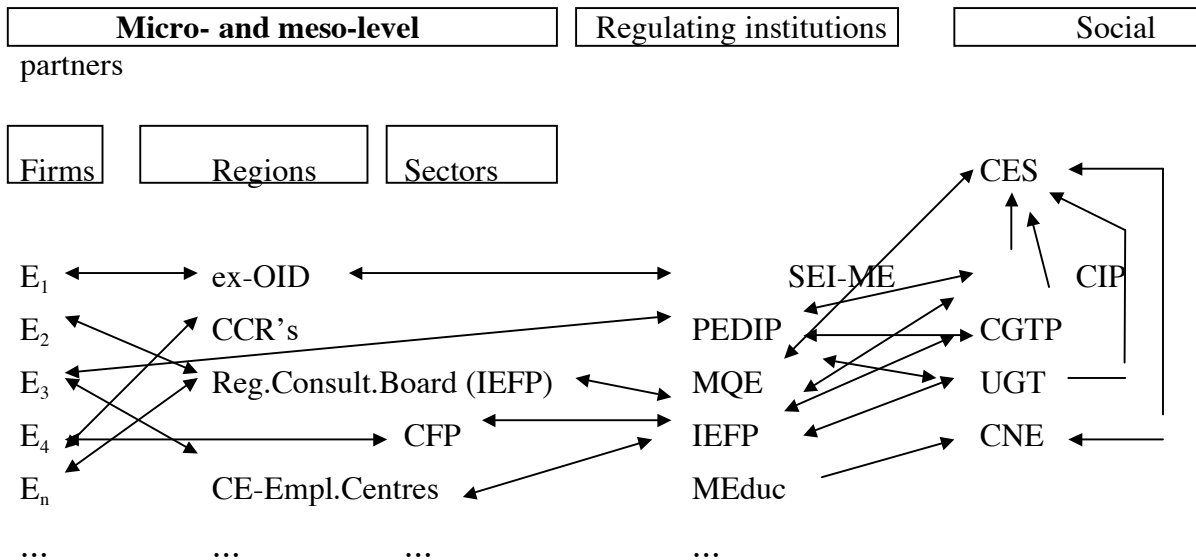 Micro- and meso-level Regulating institutions Social
partners
Firms Regions Sectors CES
E1 ex-OID SEI-ME CIP
E2 CCR's PEDIP CGTP
E3 Reg.Consult.Board (IEFP) MQE UGT
E4 CFP IEFP CNE
En CE-Empl.Centres MEduc
... ... ... ...